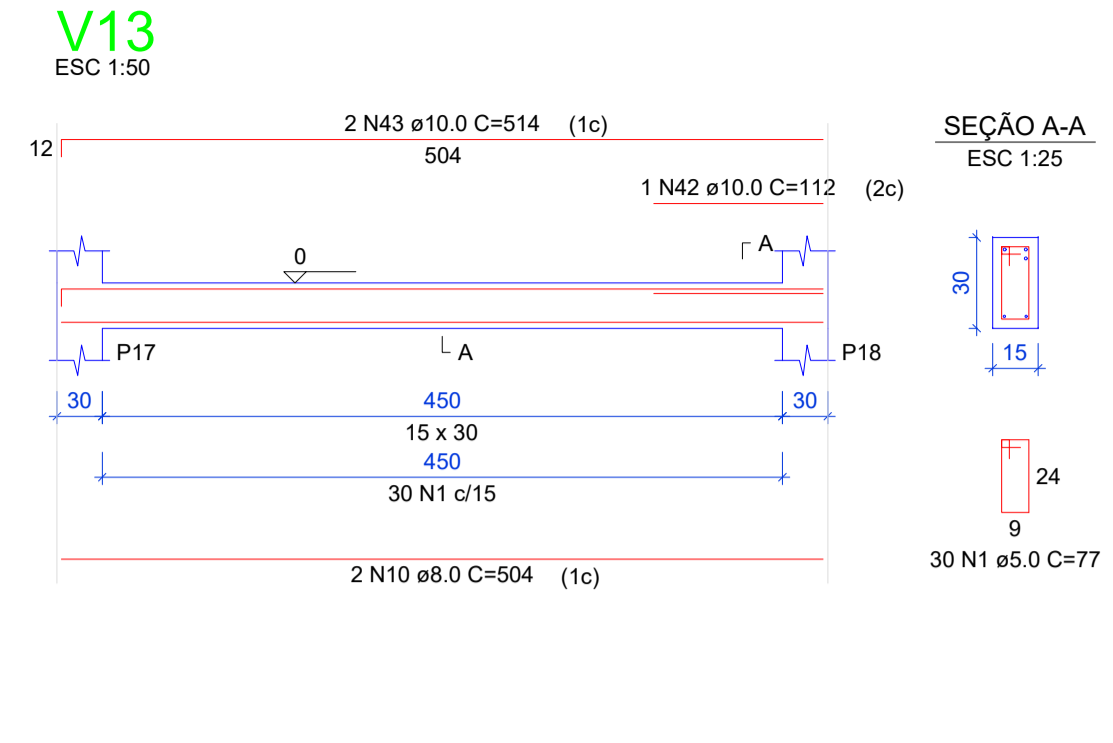 V13
ESC 1:50
2 N43 ø10.0 C=514 (1c)
12
504
1 N42 ø10.0 C=112 (2c)
A
0
P17
A
P18
30 450 30
15 x 30
450
30 N1 c/15
2 N10 ø8.0 C=504 (1c)
SEÇÃO A-A
ESC 1:25
30
15
24
9
30 N1 ø5.0 C=77